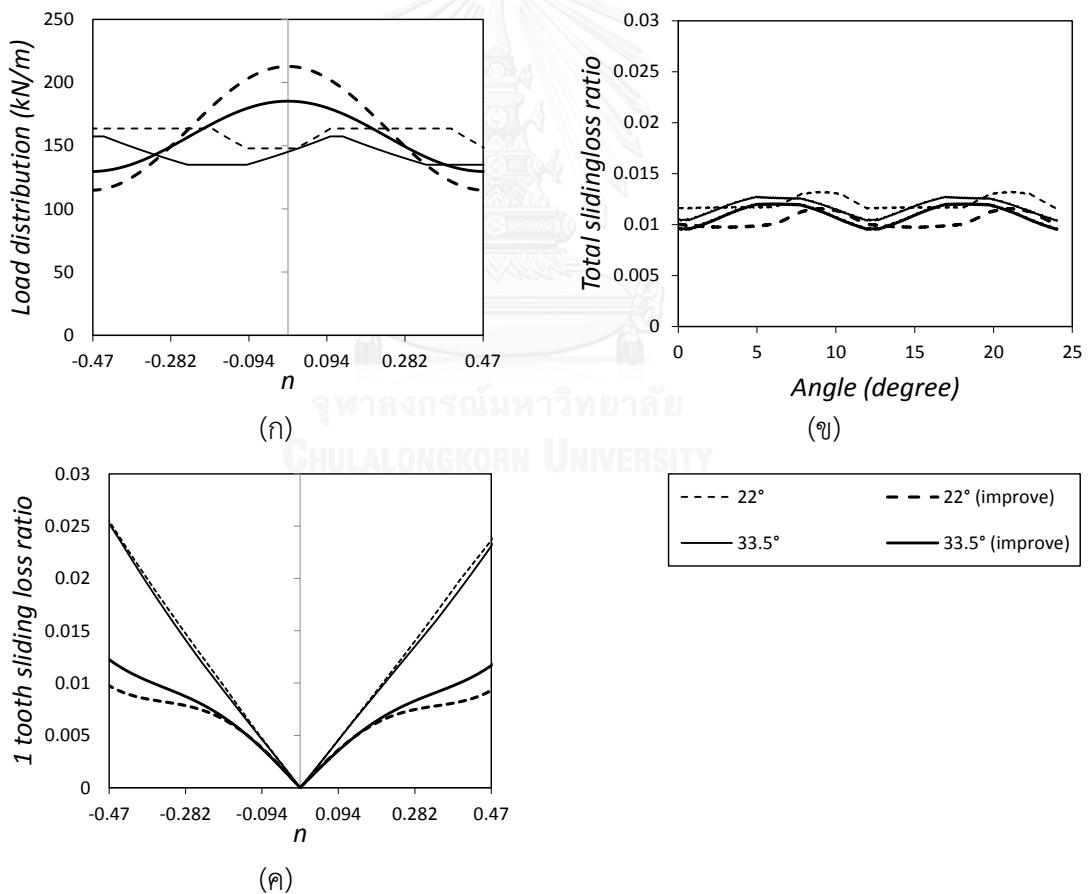 Load distribution (kN/m)
250
200
150
100
50
0
-0.47 -0.282 -0.094 0.094 0.282 0.47
n
(ก)
Total slidingloss ratio
0.03
0.025
0.02
0.015
0.01
0.005
0
0 5 10 15 20 25
Angle (degree)
(ข)
จุฬาลงกรณ์มหาวิทยาลัย
CHULALONGKORN UNIVERSITY
1 tooth sliding loss ratio
0.03
0.025
0.02
0.015
0.01
0.005
0
-0.47 -0.282 -0.094 0.094 0.282 0.47
n
(ค)
22° 22° (improve)
33.5° 33.5° (improve)